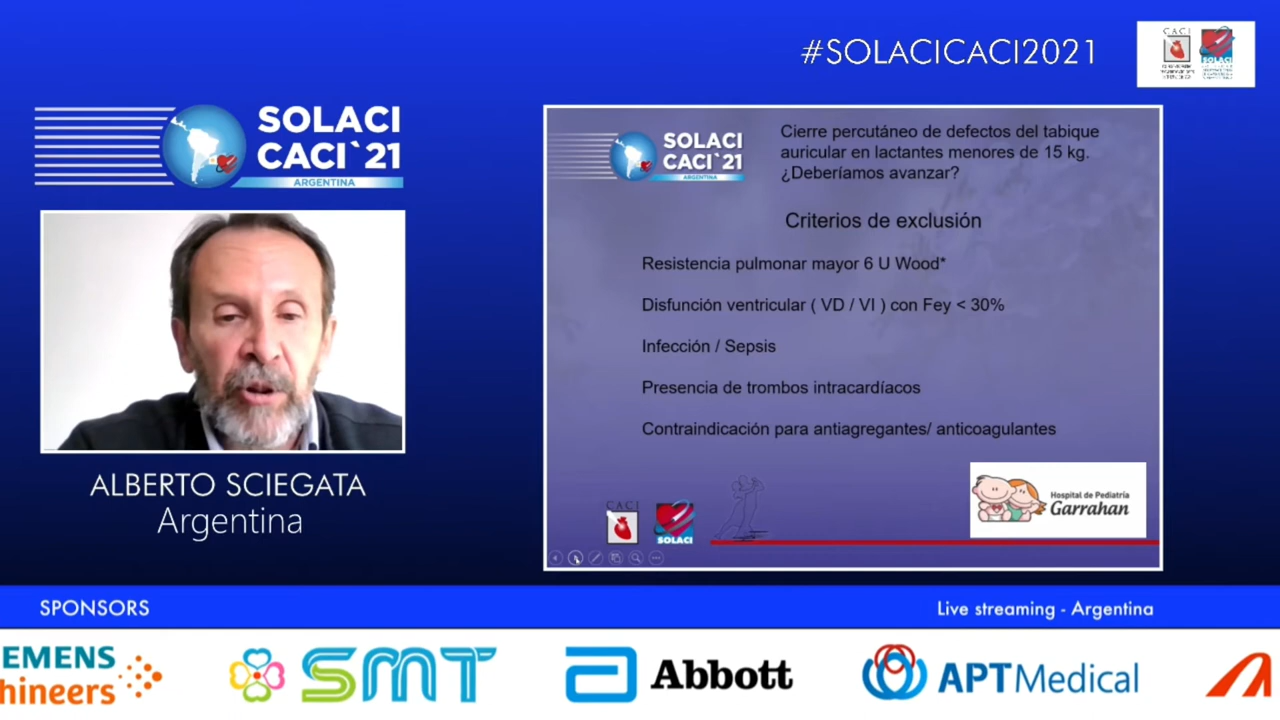 #SOLACICACI2021
CACI
SOLACI
SOLACI
CACI`21
ARGENTINA
ALBERTO SCIEGATA
Argentina
SOLACI
CACI`21
ARGENTINA
Cierre percutáneo de defectos del tabique
auricular en lactantes menores de 15 kg.
¿Deberíamos avanzar?
Criterios de exclusión
Resistencia pulmonar mayor 6 U Wood*
Disfunción ventricular ( VD / VI ) con Fey < 30%
Infección / Sepsis
Presencia de trombos intracardíacos
Contraindicación para antiagregantes/ anticoagulantes
CACI
SOLACI
Hospital de Pediatría
Garrahan
SPONSORS
Live streaming - Argentina
EMENS
hineers
SMT
Abbott
APTMedical